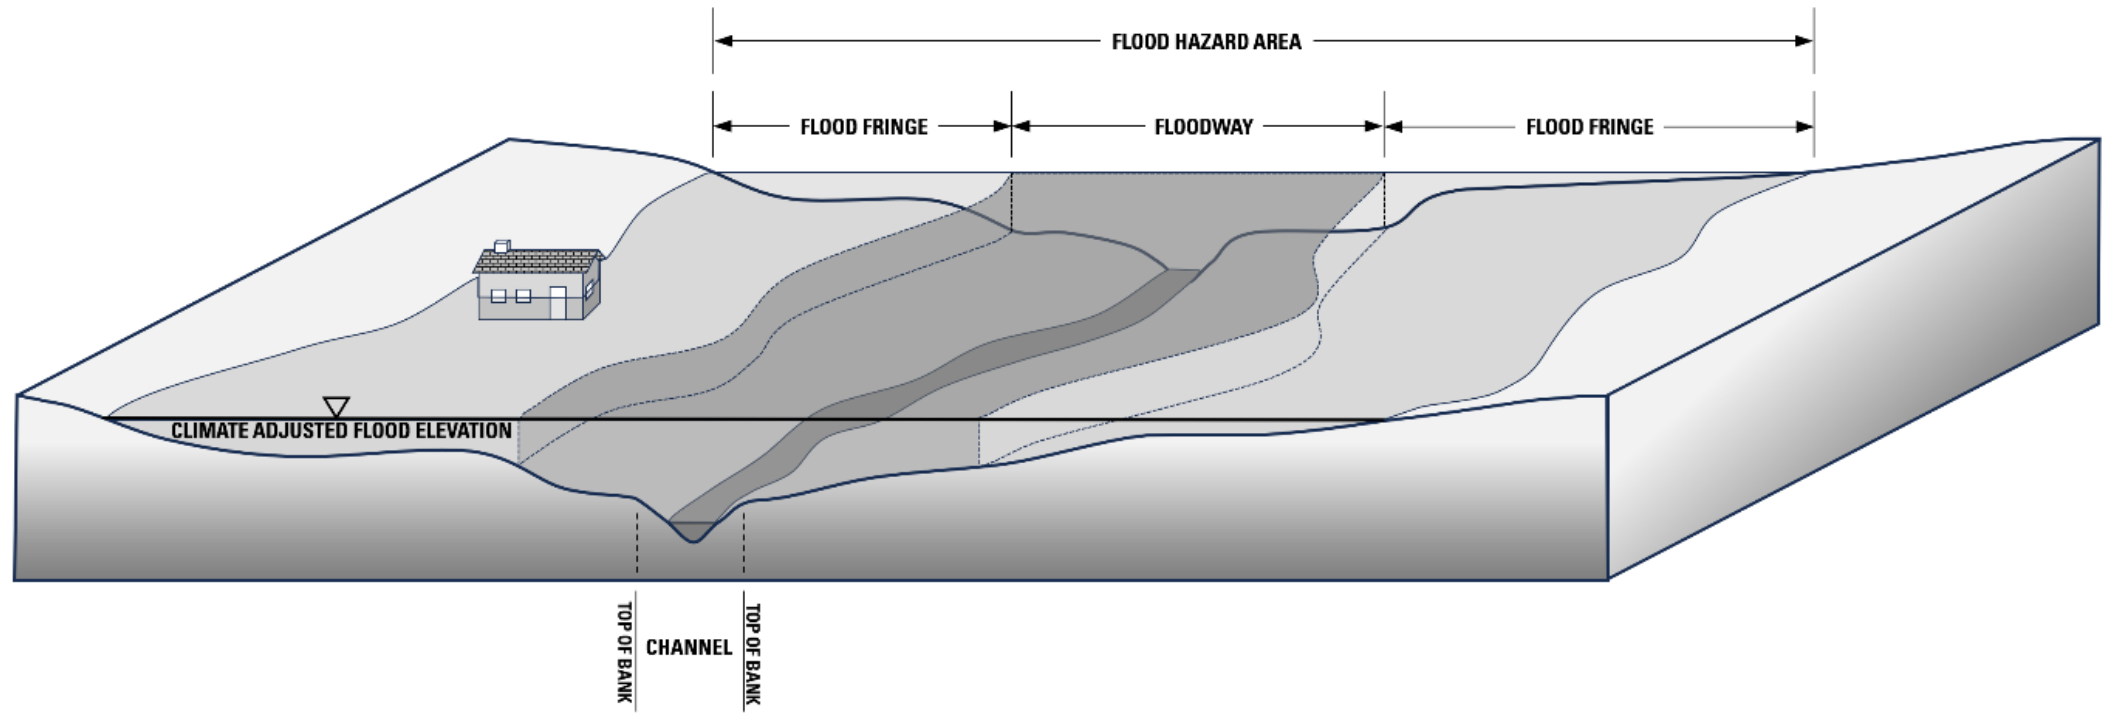 FLOOD HAZARD AREA
FLOOD FRINGE
FLOODWAY
FLOOD FRINGE
CLIMATE ADJUSTED FLOOD ELEVATION
TOP OF BANK
CHANNEL
TOP OF BANK